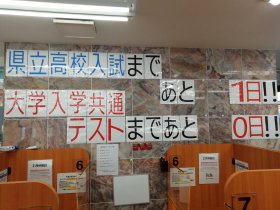 県立高校入試まで
あと 1日!!
大学入学共通
テストまであと 0日!!
6
6
7